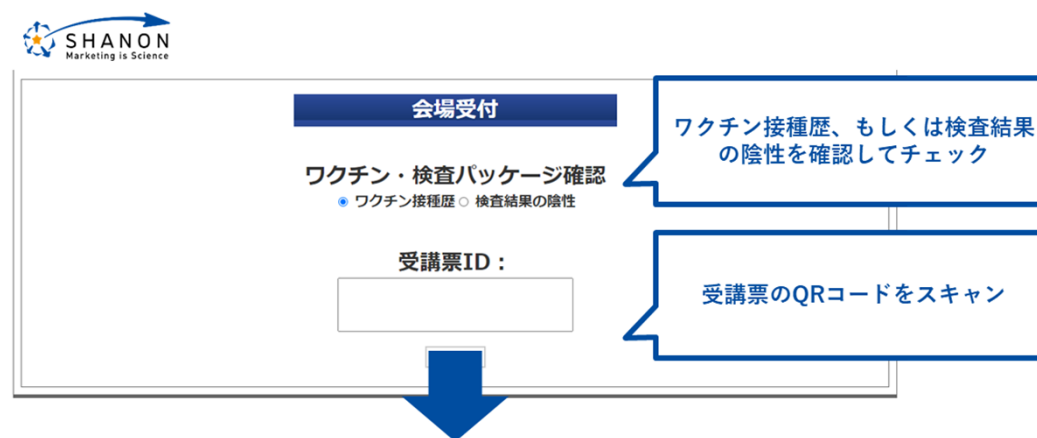 SHANON
Marketing is Science
会場受付
ワクチン・検査パッケージ確認
ワクチン接種歴 検査結果の陰性
受講票ID：
ワクチン接種歴、もしくは検査結果
の陰性を確認してチェック
受講票のQRコードをスキャン